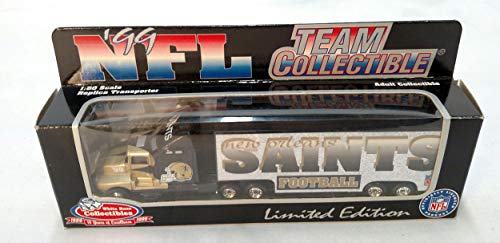 '99 NFL
TEAM COLLECTIBLE
1:80 Scale
Replica Transporter
Adult Collectible
new orleans
SAINTS
FOOTBALL
White Rose
Collectibles
Limited Edition
NFL